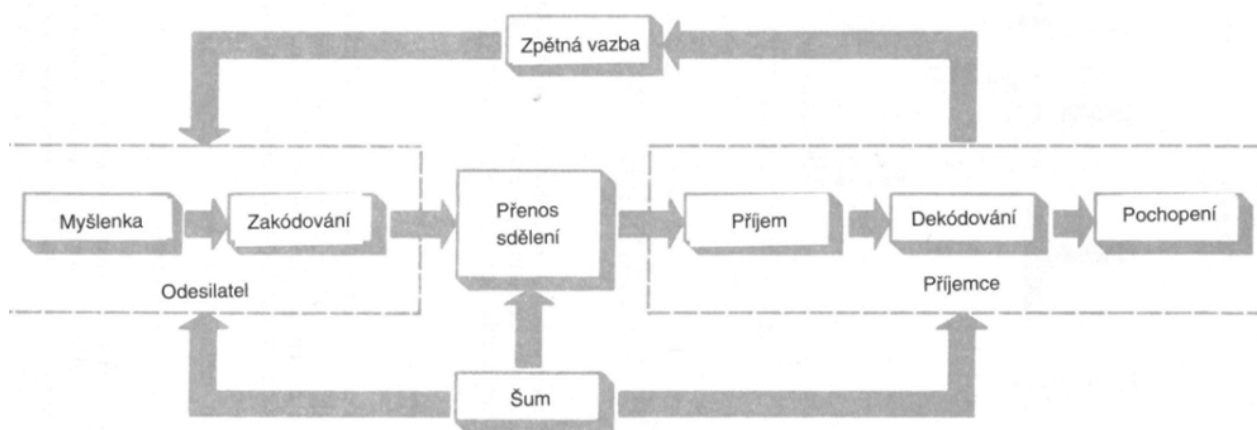 Zpětná vazba
Myšlenka
Zakódování
Přenos
sdělení
Příjem
Dekódování
Pochopení
Odesilatel
Příjemce
Šum